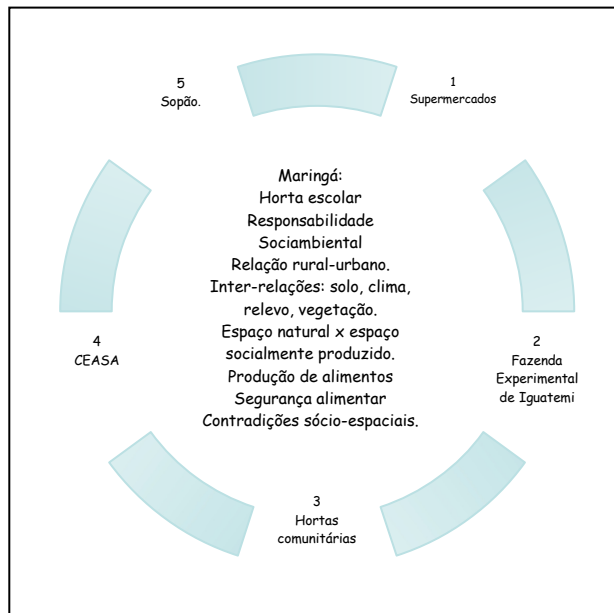 5
Sopão.
1
Supermercados
Maringá:
Horta escolar
Responsabilidade
Sociambiental
Relação rural-urbano.
Inter-relações: solo, clima,
relevo, vegetação.
Espaço natural x espaço
socialmente produzido.
Produção de alimentos
Segurança alimentar
Contradições sócio-espaciais.
4
CEASA
2
Fazenda
Experimental
de Iguatemi
3
Hortas
comunitárias